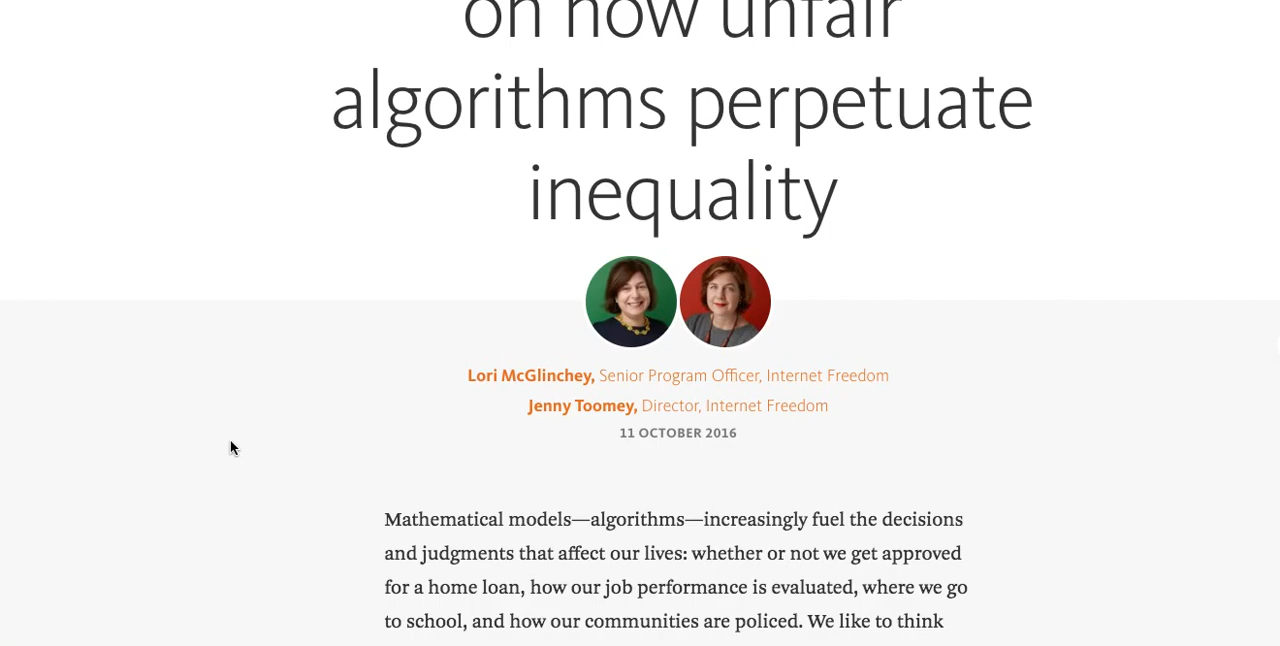 on how unfair
algorithms perpetuate
inequality
Lori McGlinchey, Senior Program Officer, Internet Freedom
Jenny Toomey, Director, Internet Freedom
11 OCTOBER 2016
Mathematical models—algorithms—increasingly fuel the decisions
and judgments that affect our lives: whether or not we get approved
for a home loan, how our job performance is evaluated, where we go
to school, and how our communities are policed. We like to think